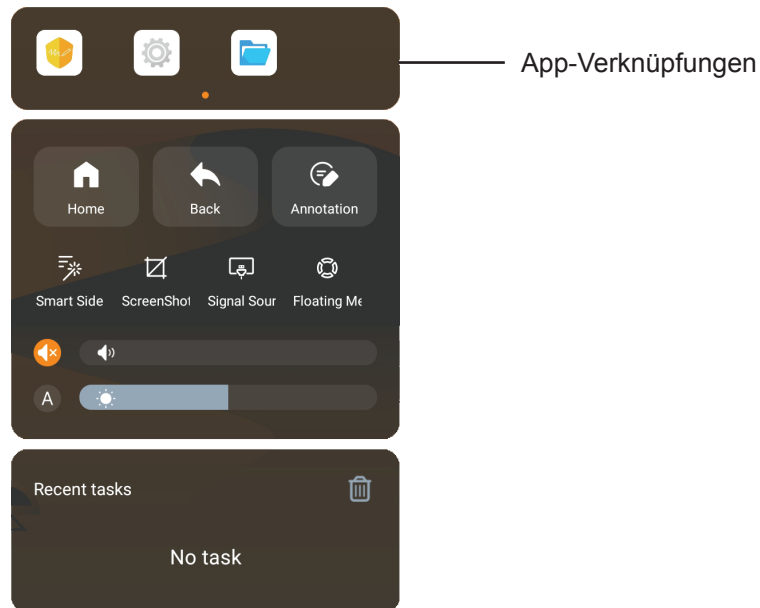 App-Verknüpfungen
Home Back Annotation
Smart Side ScreenShot Signal Sour Floating Me
A
Recent tasks
No task